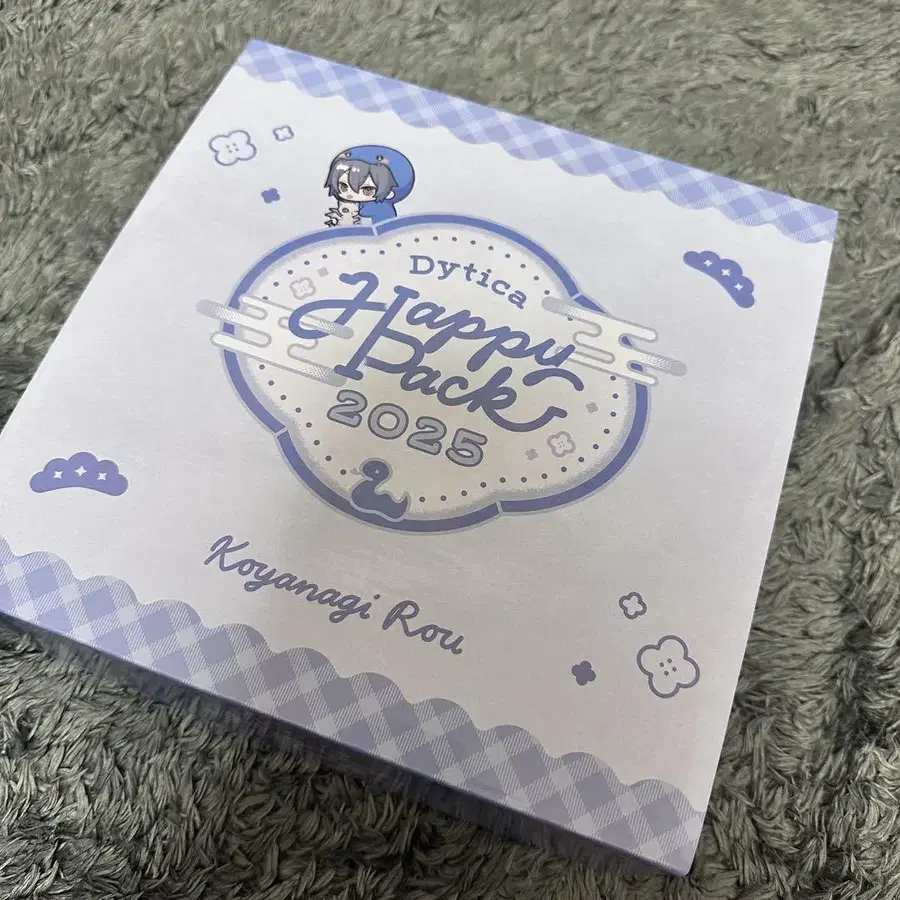 Dytica
Happy
Pack
2025
Koyanagi Rou